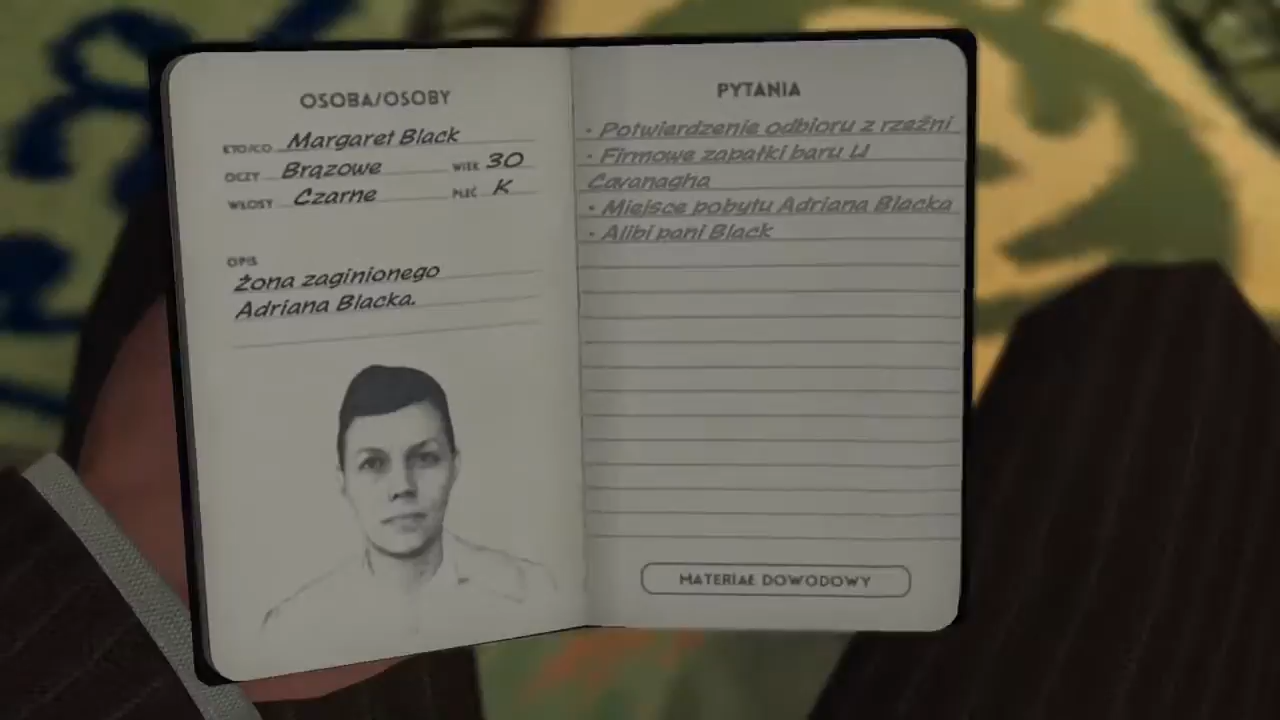 OSOBA/OSOBY
KTO/CO Margaret Black
OCZY Brązowe WIEK 30
WŁOSY Czarne PŁEĆ K
OPIS
Żona zaginionego
Adriana Blacka.
PYTANIA
• Potwierdzenie odbioru z rzeźni
• Firmowe zapałki baru U
Cavanagha
• Miejsce pobytu Adriana Blacka
• Alibi pani Black
MATERIAŁ DOWODOWY